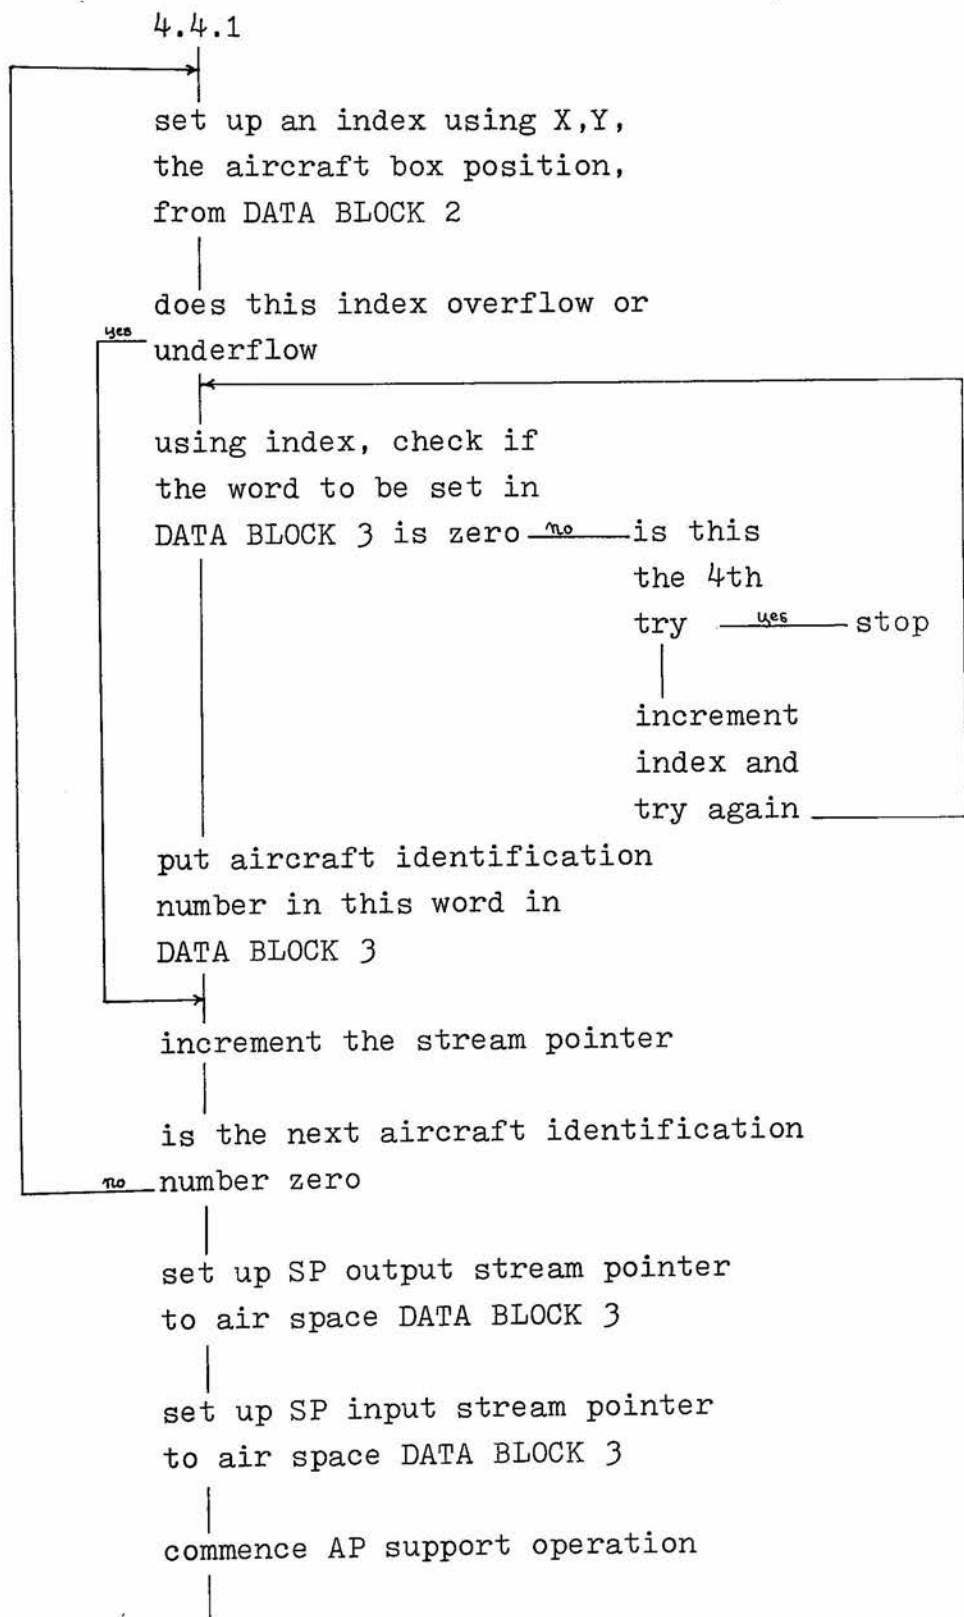 4.4.1
set up an index using X,Y,
the aircraft box position,
from DATA BLOCK 2
does this index overflow or
yes underflow
using index, check if
the word to be set in
DATA BLOCK 3 is zero no is this
the 4th
try yes stop
increment
index and
try again
put aircraft identification
number in this word in
DATA BLOCK 3
increment the stream pointer
is the next aircraft identification
no number zero
set up SP output stream pointer
to air space DATA BLOCK 3
set up SP input stream pointer
to air space DATA BLOCK 3
commence AP support operation